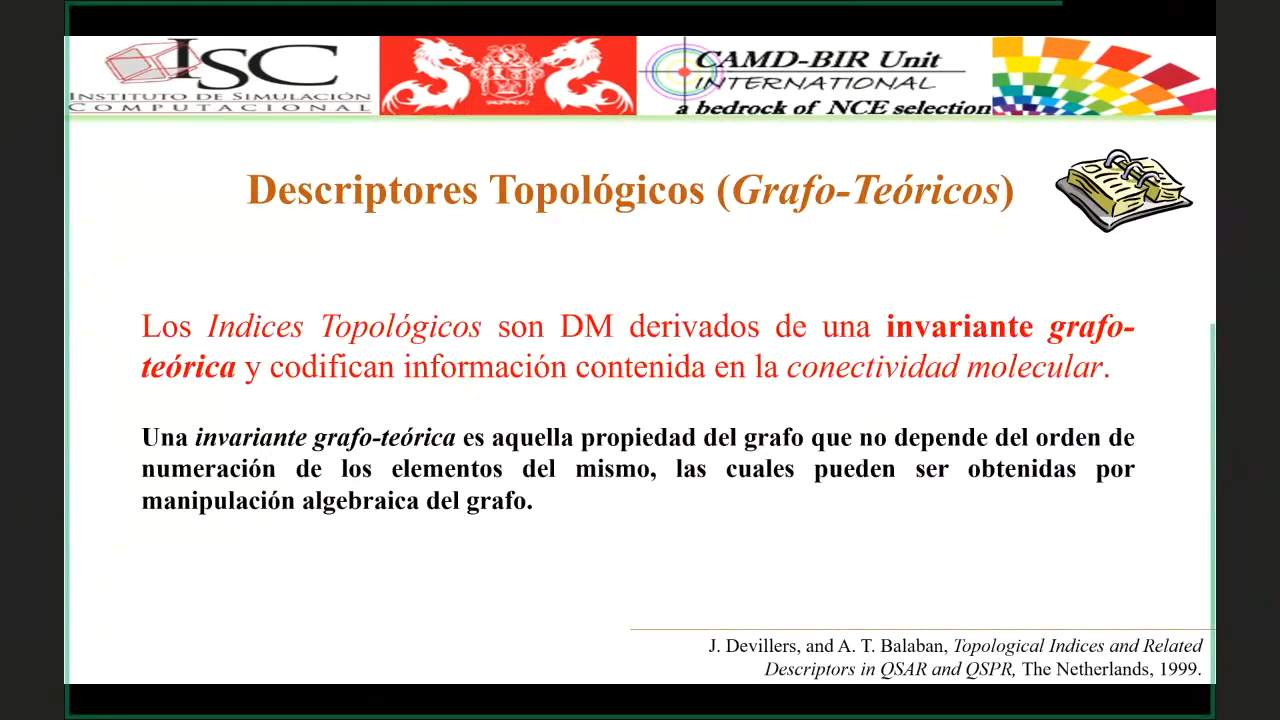 ISC
INSTITUTO DE SIMULACIÓN
COMPUTACIONAL
CAMD-BIR Unit
INTERNATIONAL
a bedrock of NCE selection
Descriptores Topológicos (Grafo-Teóricos)
Los Indices Topológicos son DM derivados de una invariante grafo-
teórica y codifican información contenida en la conectividad molecular.
Una invariante grafo-teórica es aquella propiedad del grafo que no depende del orden de
numeración de los elementos del mismo, las cuales pueden ser obtenidas por
manipulación algebraica del grafo.
J. Devillers, and A. T. Balaban, Topological Indices and Related
Descriptors in QSAR and QSPR, The Netherlands, 1999.